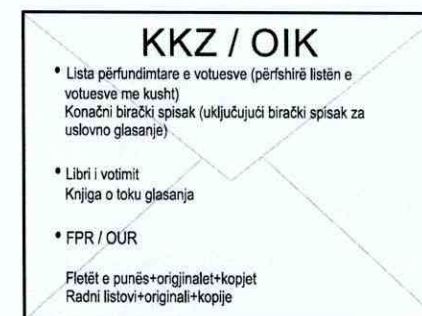 KKZ / OIK
• Lista përfundimtare e votuesve (përfshirë listën e
votuesve me kusht)
Konačni birački spisak (uključujući birački spisak za
uslovno glasanje)
• Libri i votimit
Knjiga o toku glasanja
• FPR / OUR
Fletët e punës+origjinalet+kopjet
Radni listovi+originali+kopije